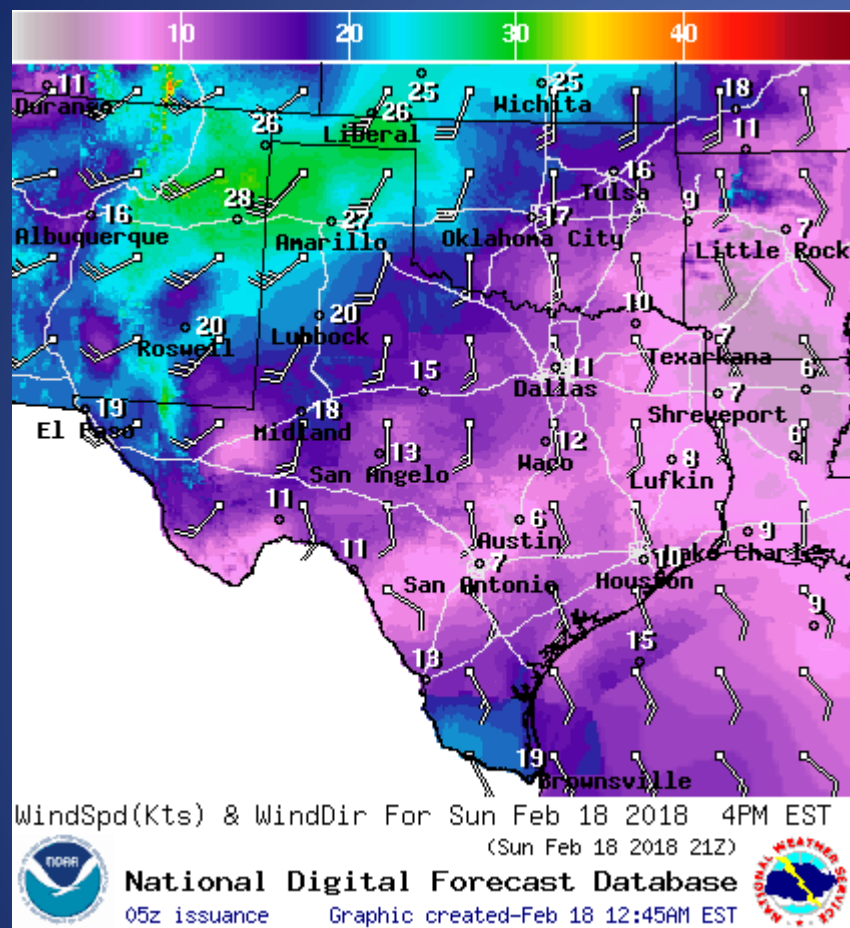 10 20 30 40
11 25 25 18
Durango Wichita
26 Liberal 26 11
16 28 27 17 16 9 7
Tulsa
Albuquerque Amarillo Oklahoma City Little Rock
20 20 10 7
Roswell Lubbock Texarkana
15 11 7 6
Dallas
19 18 Shreveport
El Paso Midland 13 12 8 6
San Angelo Waco Lufkin
11 6 9
Austin Lake Charles
11 7 10
San Antonio Houston
15 9
19
Brownsville
WindSpd(Kts) & WindDir For Sun Feb 18 2018 4PM EST
(Sun Feb 18 2018 21Z)
NOAA
National Digital Forecast Database
05z issuance Graphic created-Feb 18 12:45AM EST
NATIONAL WEATHER SERVICE